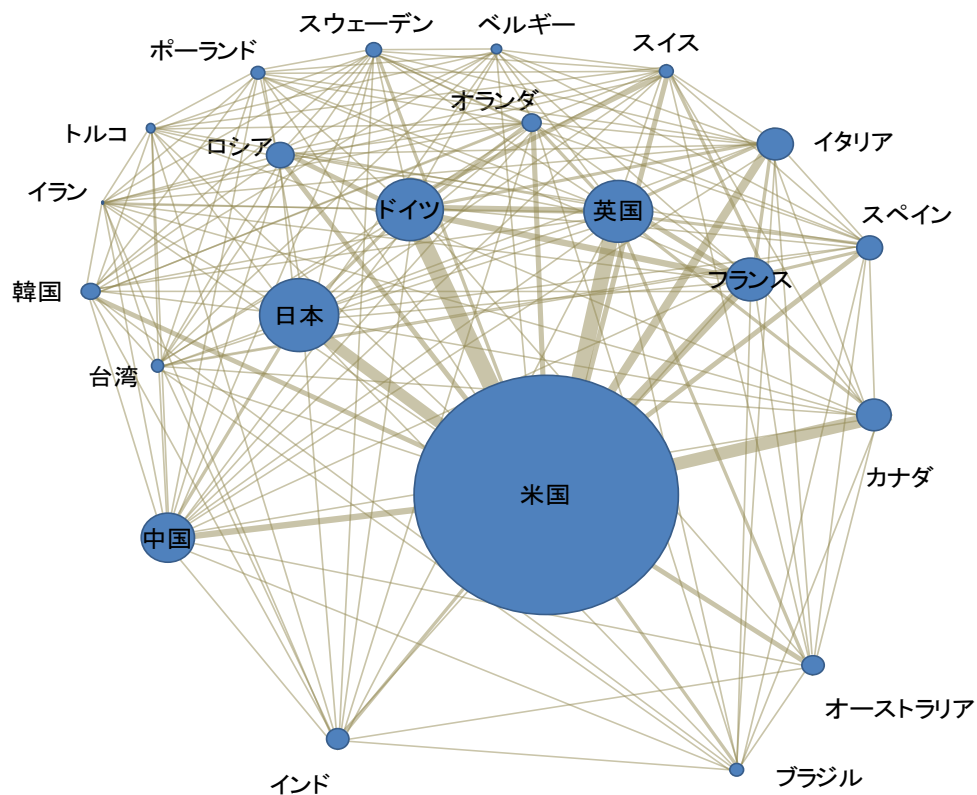 スウェーデン
ベルギー
スイス
ポーランド
オランダ
トルコ
ロシア
イタリア
イラン
ドイツ
英国
スペイン
韓国
フランス
日本
台湾
カナダ
米国
中国
オーストラリア
インド
ブラジル